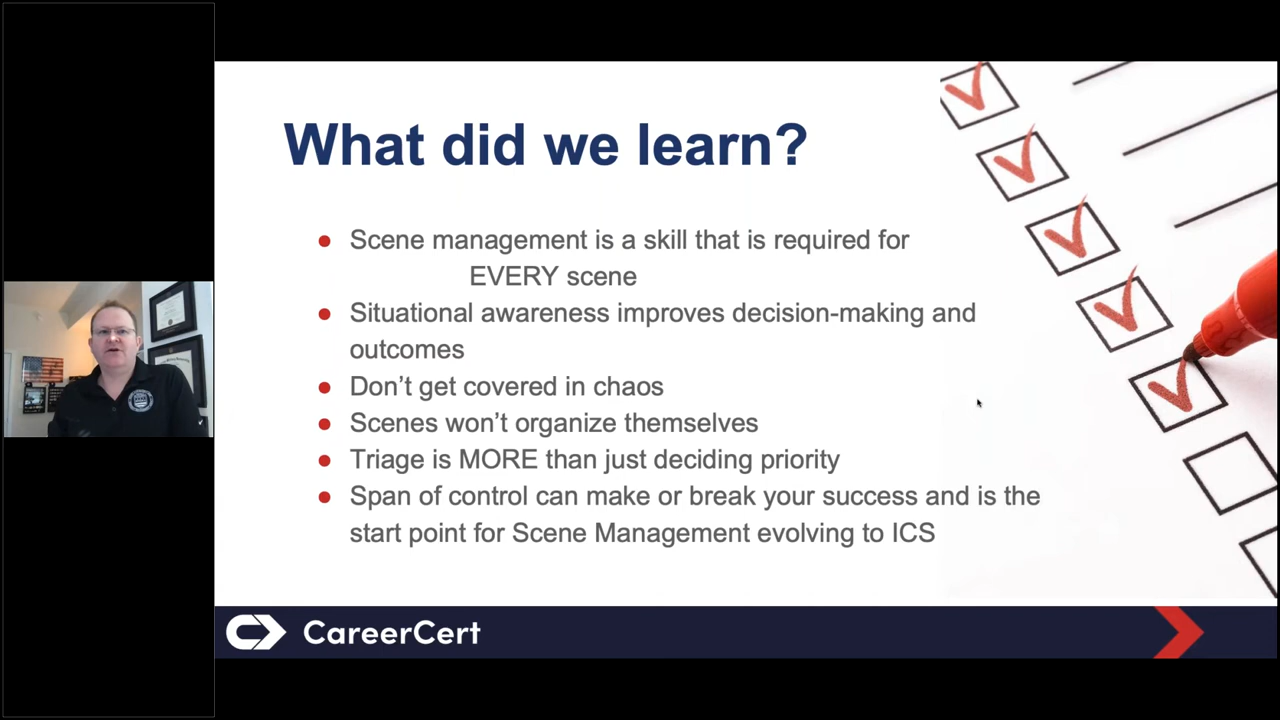 What did we learn?
Scene management is a skill that is required for
EVERY scene
Situational awareness improves decision-making and
outcomes
Don’t get covered in chaos
Scenes won’t organize themselves
Triage is MORE than just deciding priority
Span of control can make or break your success and is the
start point for Scene Management evolving to ICS
CareerCert